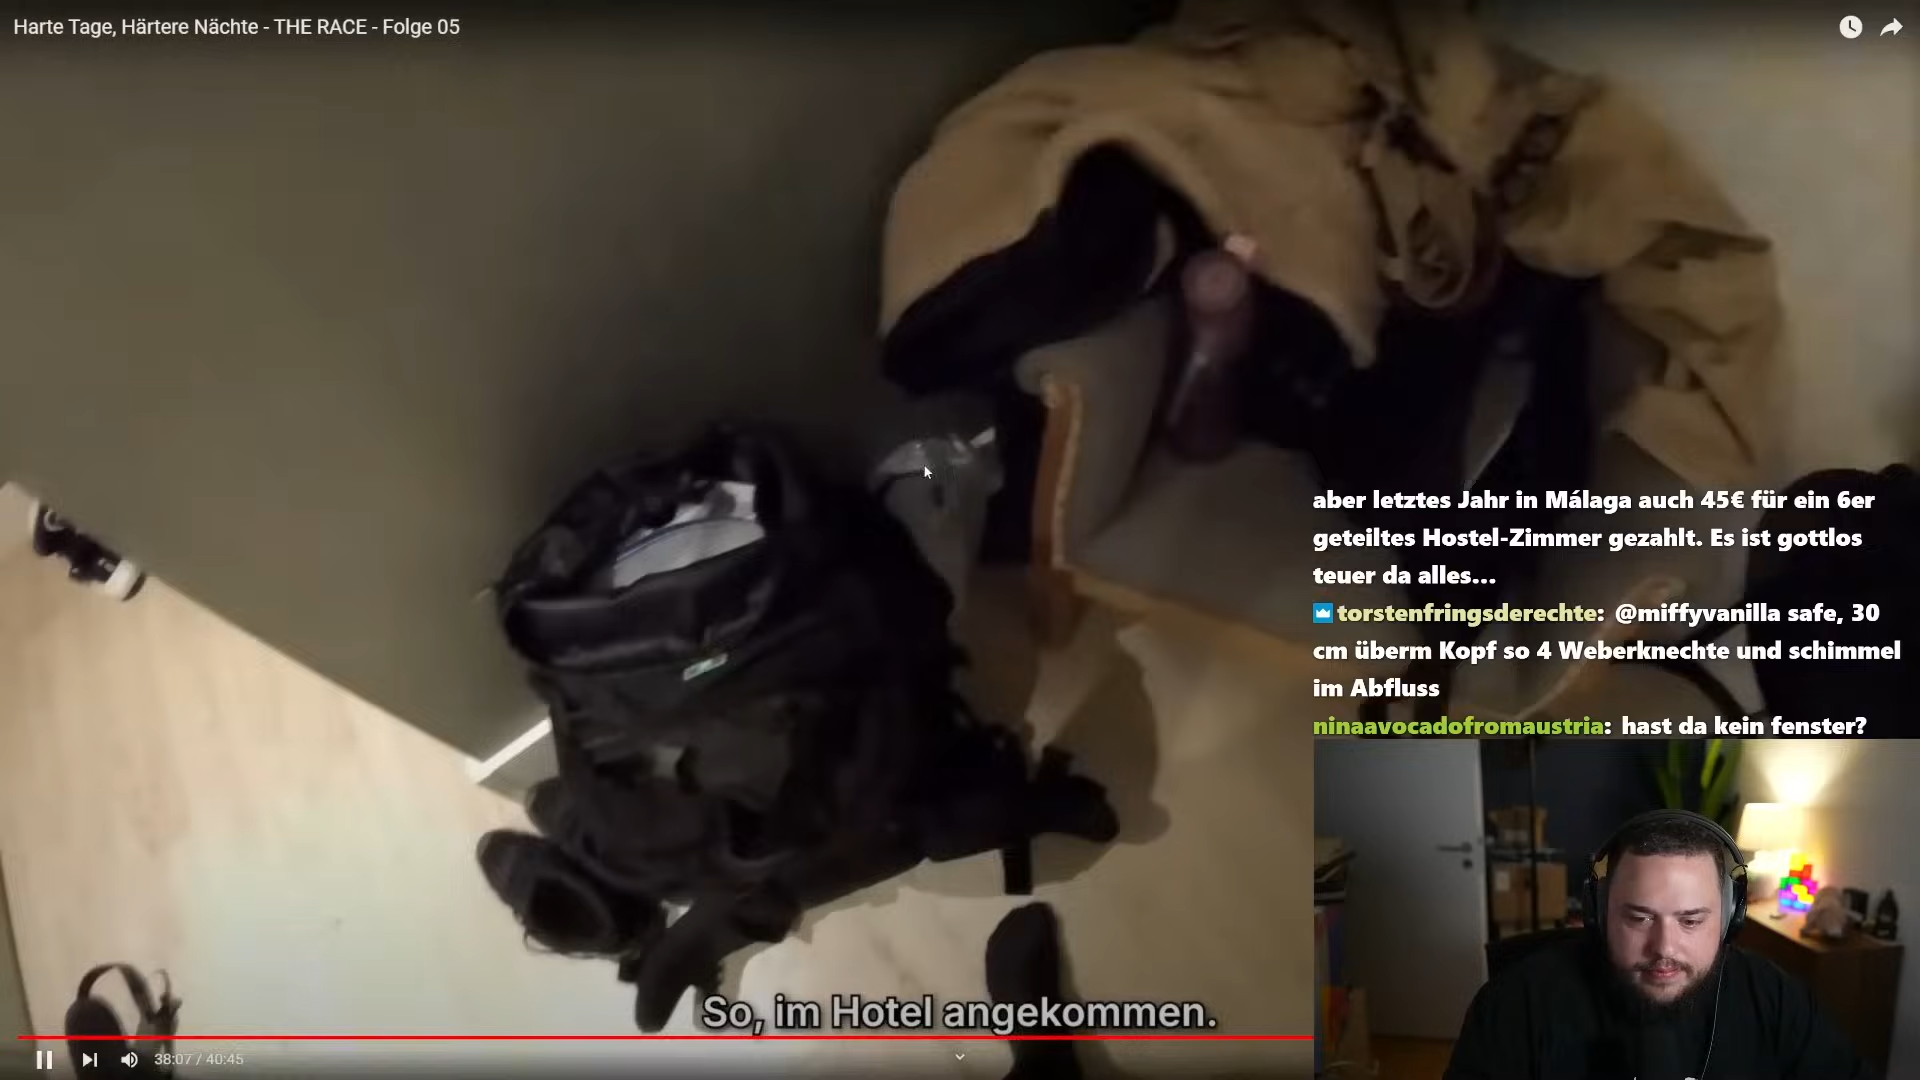 Harte Tage, Härtere Nächte - THE RACE - Folge 05
aber letztes Jahr in Málaga auch 45€ für ein 6er
geteiltes Hostel-Zimmer gezahlt. Es ist gottlos
teuer da alles...
torstenfringsderechte: @miffyvanilla safe, 30
cm überm Kopf so 4 Weberknechte und schimmel
im Abfluss
ninaavocadofromaustria: hast da kein fenster?
So, im Hotel angekommen.
38:07 / 40:45